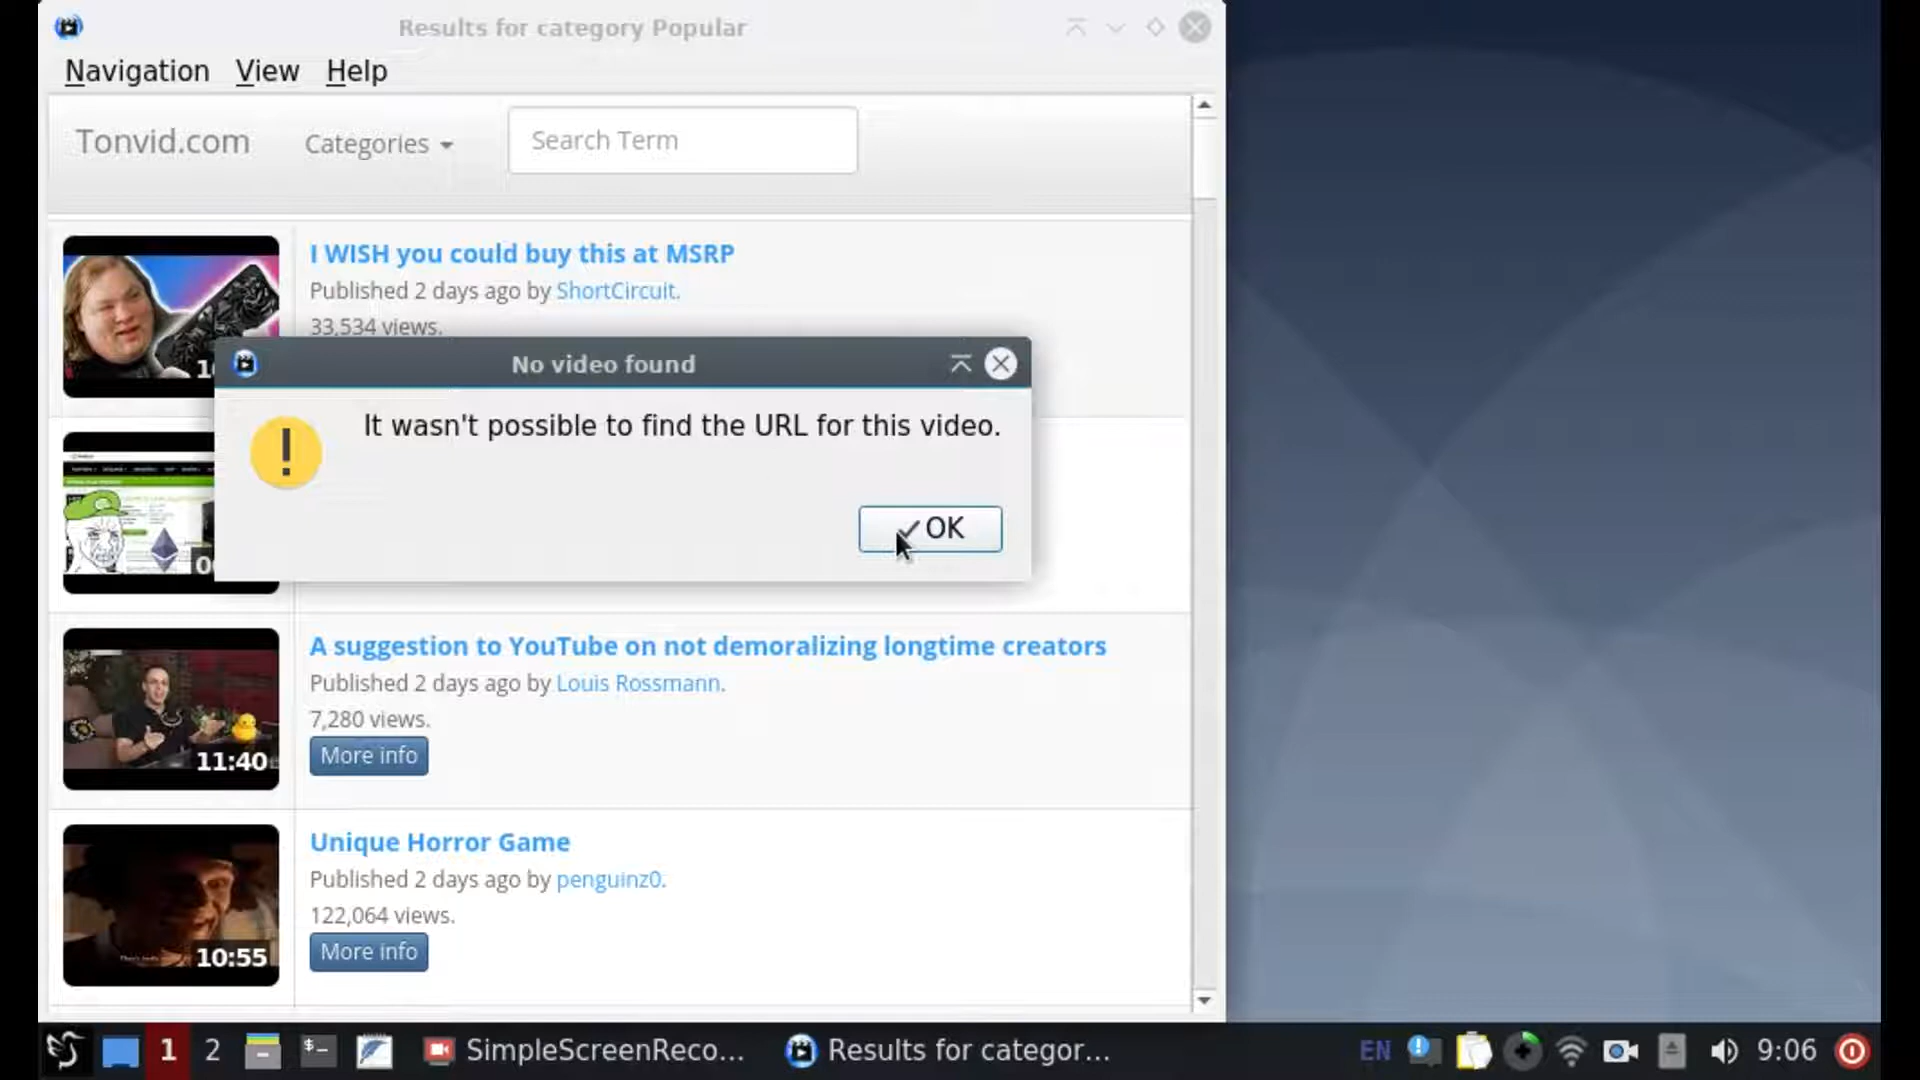 Results for category Popular
Navigation View Help
Tonvid.com Categories Search Term
I WISH you could buy this at MSRP
Published 2 days ago by ShortCircuit.
33,534 views.
No video found
It wasn't possible to find the URL for this video.
OK
A suggestion to YouTube on not demoralizing longtime creators
Published 2 days ago by Louis Rossmann.
7,280 views.
11:40
More info
Unique Horror Game
Published 2 days ago by penguinz0.
122,064 views.
10:55
More info
1 2 $- SimpleScreenReco... Results for categor... EN 9:06